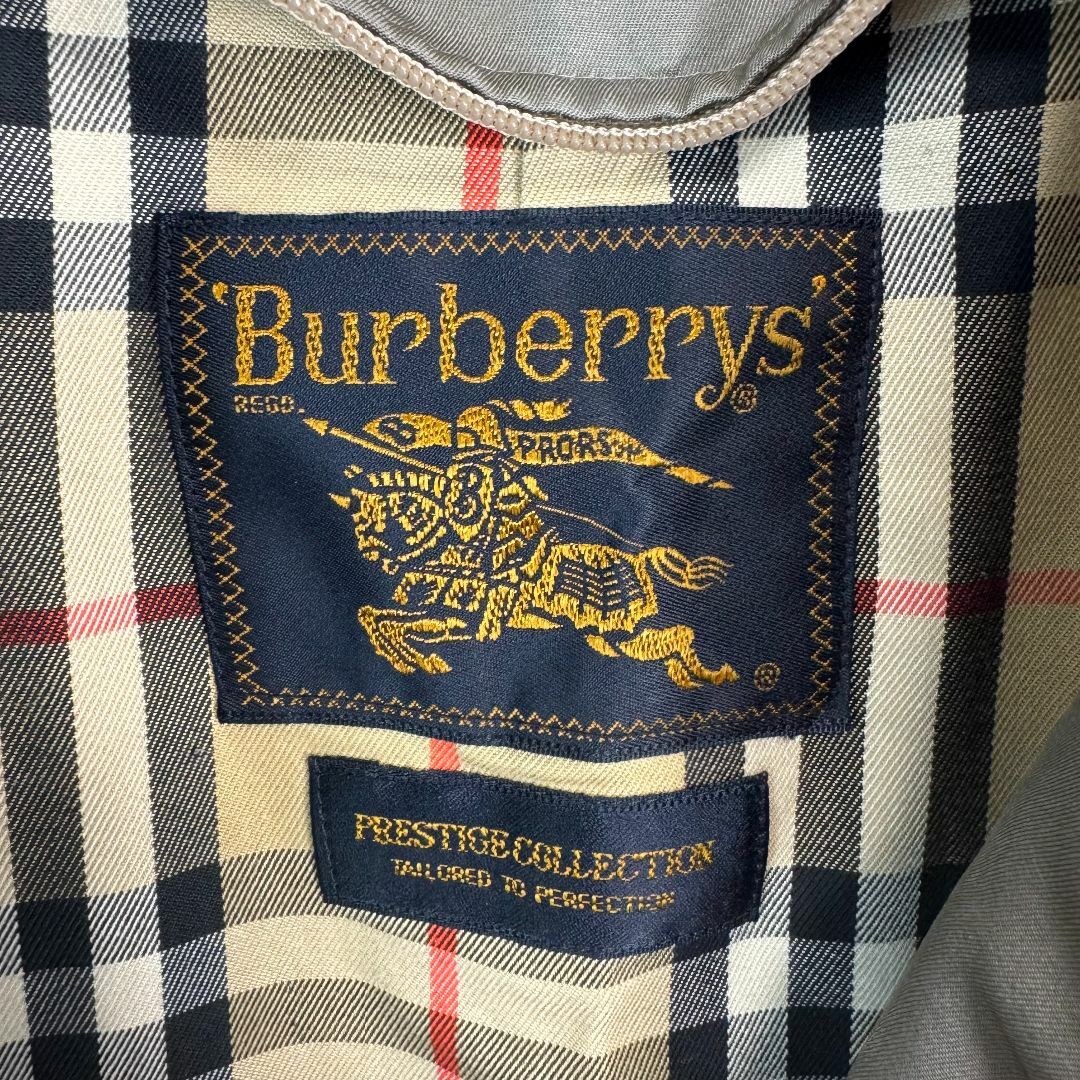 'Burberrys'®
REGD.
B PRORSUM
B
®
PRESTIGE COLLECTION
TAILORED TO PERFECTION